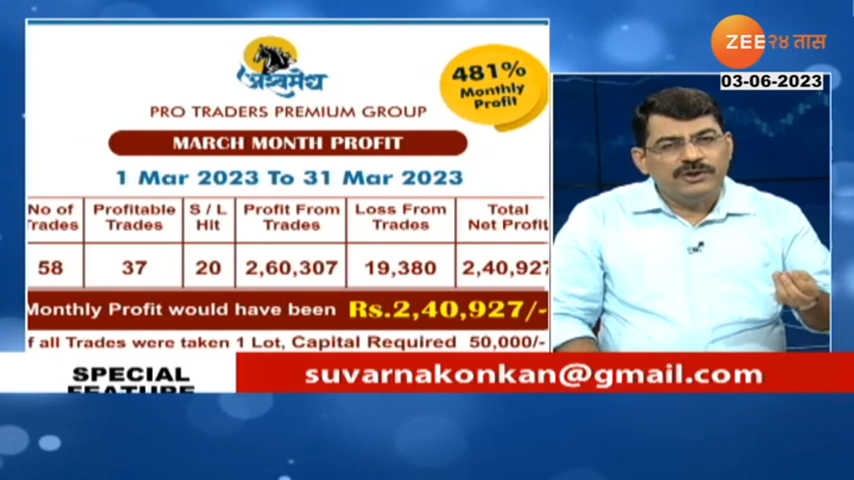 ZEE २४ तास
03-06-2023
अश्वमेध
PRO TRADERS PREMIUM GROUP
481%
Monthly
Profit
MARCH MONTH PROFIT
1 Mar 2023 To 31 Mar 2023
No of Trades
Profitable Trades
S / L Hit
Profit From Trades
Loss From Trades
Total Net Profit
58 37 20 2,60,307 19,380 2,40,927
Monthly Profit would have been Rs.2,40,927/-
f all Trades were taken 1 Lot, Capital Required 50,000/-
SPECIAL
FEATURE
suvarnakonkan@gmail.com